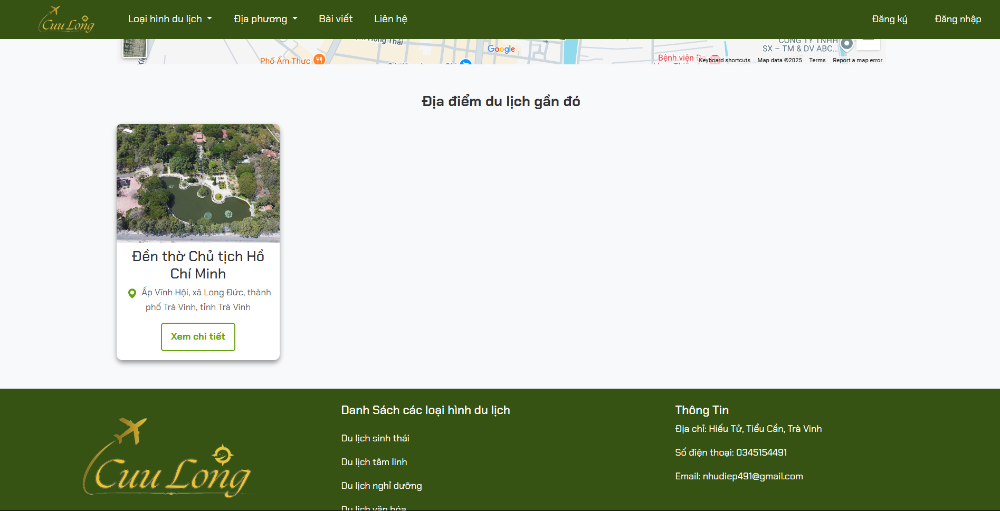 Cuu Long
Loại hình du lịch
Địa phương
Bài viết
Liên hệ
Đăng ký
Đăng nhập
Hồng Thái
Google
CÔNG TY TNHH
SX – TM & DV ABC...
Phố Ẩm Thực
Bệnh viện Đa
Keyboard shortcuts
Map data ©2025
Terms
Report a map error
Địa điểm du lịch gần đó
Đền thờ Chủ tịch Hồ
Chí Minh
Ấp Vĩnh Hội, xã Long Đức, thành
phố Trà Vinh, tỉnh Trà Vinh
Xem chi tiết
Cuu Long
Danh Sách các loại hình du lịch
Du lịch sinh thái
Du lịch tâm linh
Du lịch nghỉ dưỡng
Du lịch văn hóa
Thông Tin
Địa chỉ: Hiếu Tử, Tiểu Cần, Trà Vinh
Số điện thoại: 0345154491
Email: nhudiep491@gmail.com